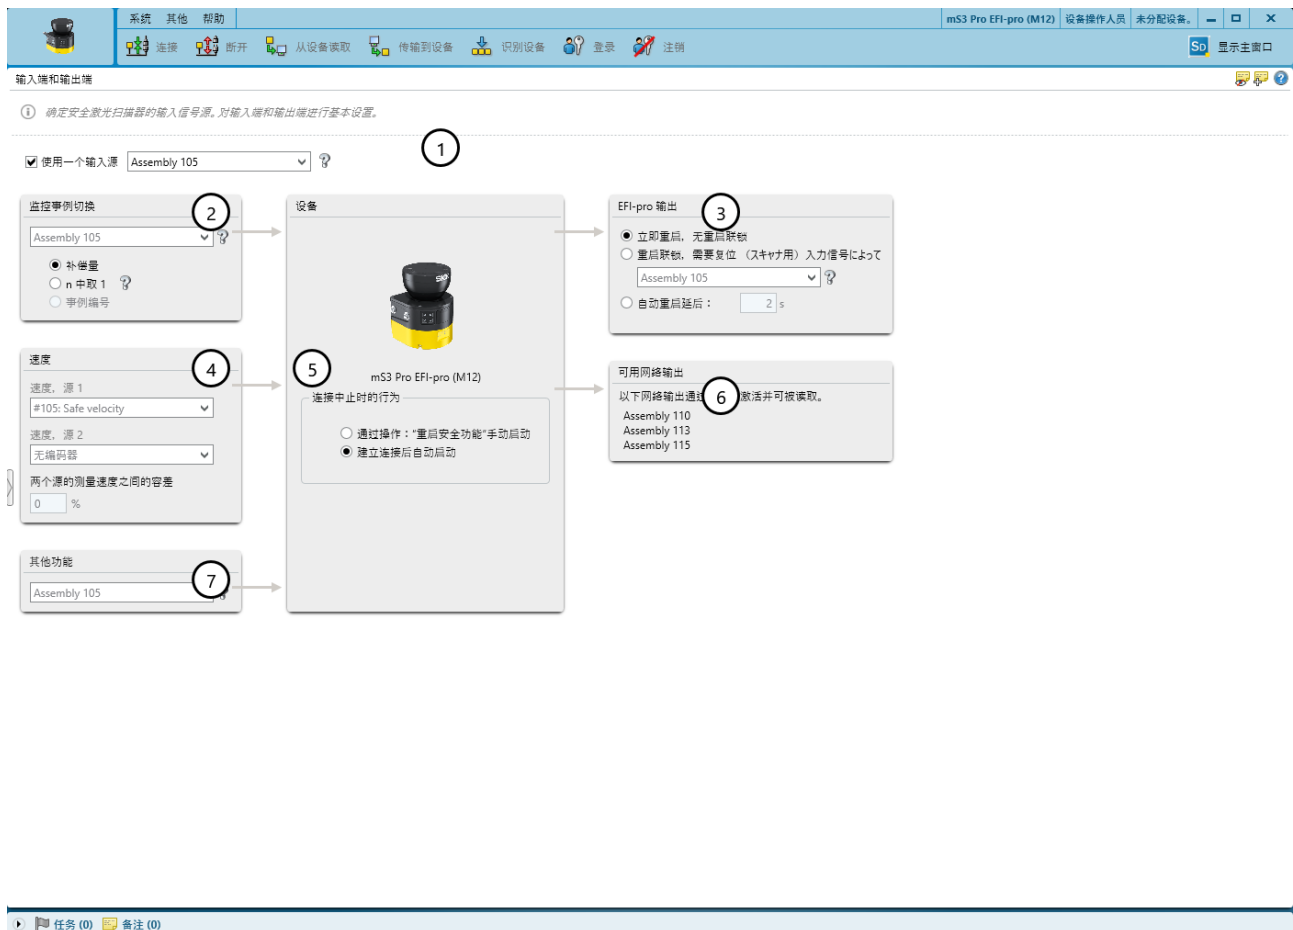 系统 其他 帮助
mS3 Pro EFI-pro (M12) 设备操作人员 未分配设备。
连接 断开 从设备读取 传输到设备 识别设备 登录 注销
SD 显示主窗口
输入端和输出端
确定安全激光扫描器的输入信号源。对输入端和输出端进行基本设置。
1
使用一个输入源 Assembly 105
监控事例切换
2
Assembly 105
补偿量
n 中取 1
事例编号
速度
4
速度，源 1
#105: Safe velocity
速度，源 2
无编码器
两个源的测量速度之间的容差
0 %
其他功能
7
Assembly 105
设备
5
mS3 Pro EFI-pro (M12)
连接中止时的行为
通过操作："重启安全功能"手动启动
建立连接后自动启动
EFI-pro 输出
3
立即重启，无重启联锁
重启联锁，需要复位 （スキャナ用）入力信号によって
Assembly 105
自动重启延后： 2 s
可用网络输出
6
以下网络输出通过 激活并可被读取。
Assembly 110
Assembly 113
Assembly 115
任务 (0) 备注 (0)